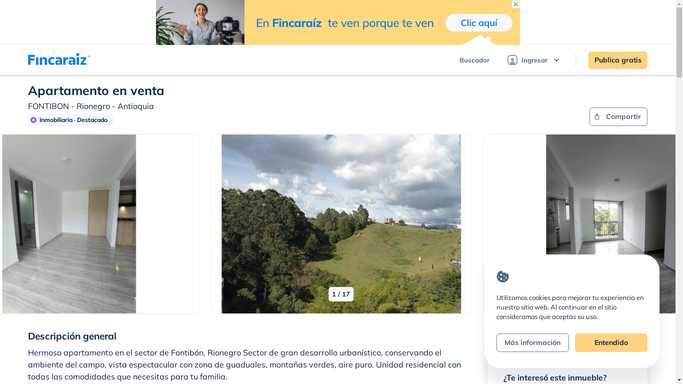 En Fincaraíz te ven porque te ven
Clic aquí
Fincaraíz
Buscador
Ingresar
Publica gratis
Apartamento en venta
FONTIBON - Rionegro - Antioquia
Inmobiliaria · Destacado
Compartir
1 / 17
Utilizamos cookies para mejorar tu experiencia en
nuestro sitio web. Al continuar en el sitio
consideramos que aceptas su uso.
Más información
Entendido
Descripción general
Hermoso apartamento en el sector de Fontibón, Rionegro Sector de gran desarrollo urbanístico, conservando el
ambiente del campo, vista espectacular con zona de guaduales, montañas verdes, aire puro. Unidad residencial con
todas las comodidades que necesitas para tu familia.
¿Te interesó este inmueble?